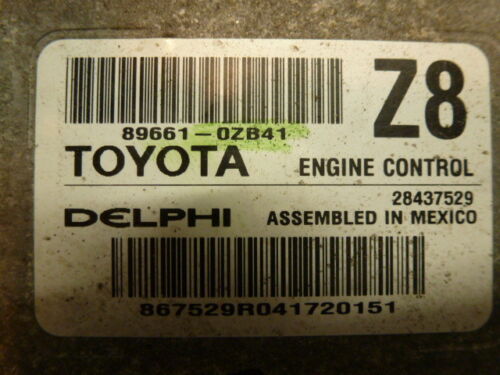 Z8
89661-0ZB41
TOYOTA ENGINE CONTROL
28437529
DELPHI ASSEMBLED IN MEXICO
867529R041720151